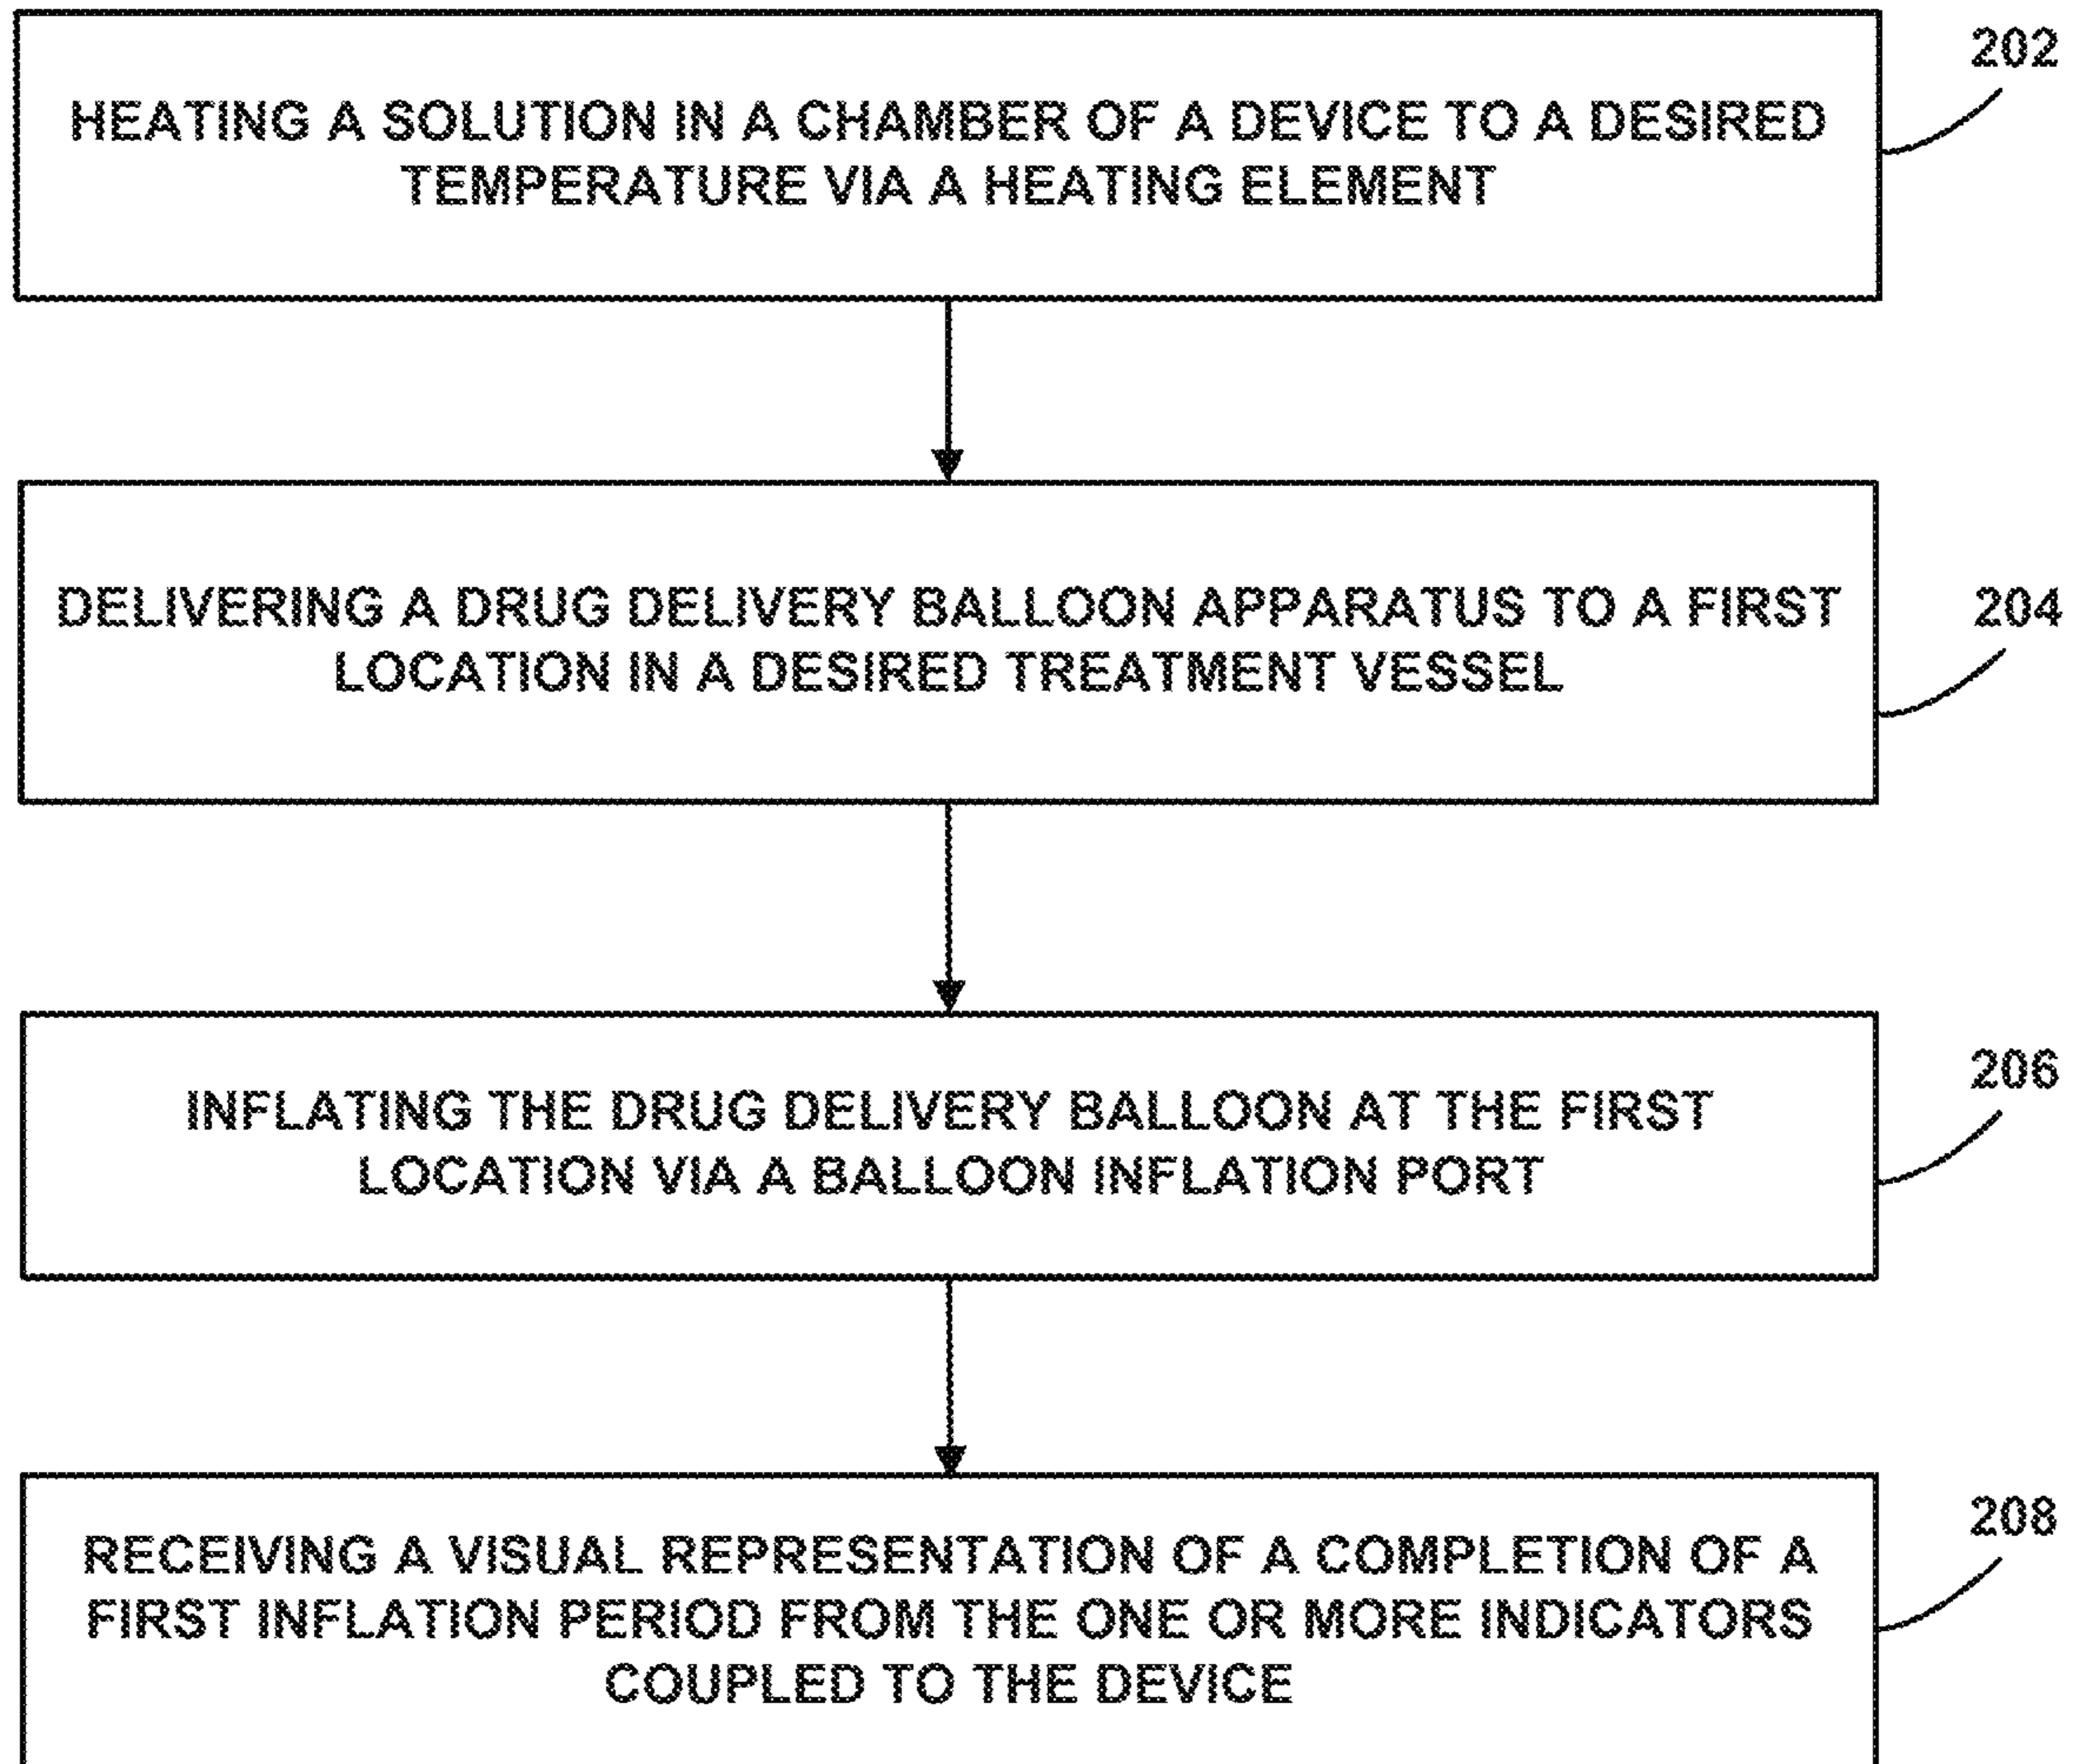 202
HEATING A SOLUTION IN A CHAMBER OF A DEVICE TO A DESIRED
TEMPERATURE VIA A HEATING ELEMENT
204
DELIVERING A DRUG DELIVERY BALLOON APPARATUS TO A FIRST
LOCATION IN A DESIRED TREATMENT VESSEL
206
INFLATING THE DRUG DELIVERY BALLOON AT THE FIRST
LOCATION VIA A BALLOON INFLATION PORT
208
RECEIVING A VISUAL REPRESENTATION OF A COMPLETION OF A
FIRST INFLATION PERIOD FROM THE ONE OR MORE INDICATORS
COUPLED TO THE DEVICE